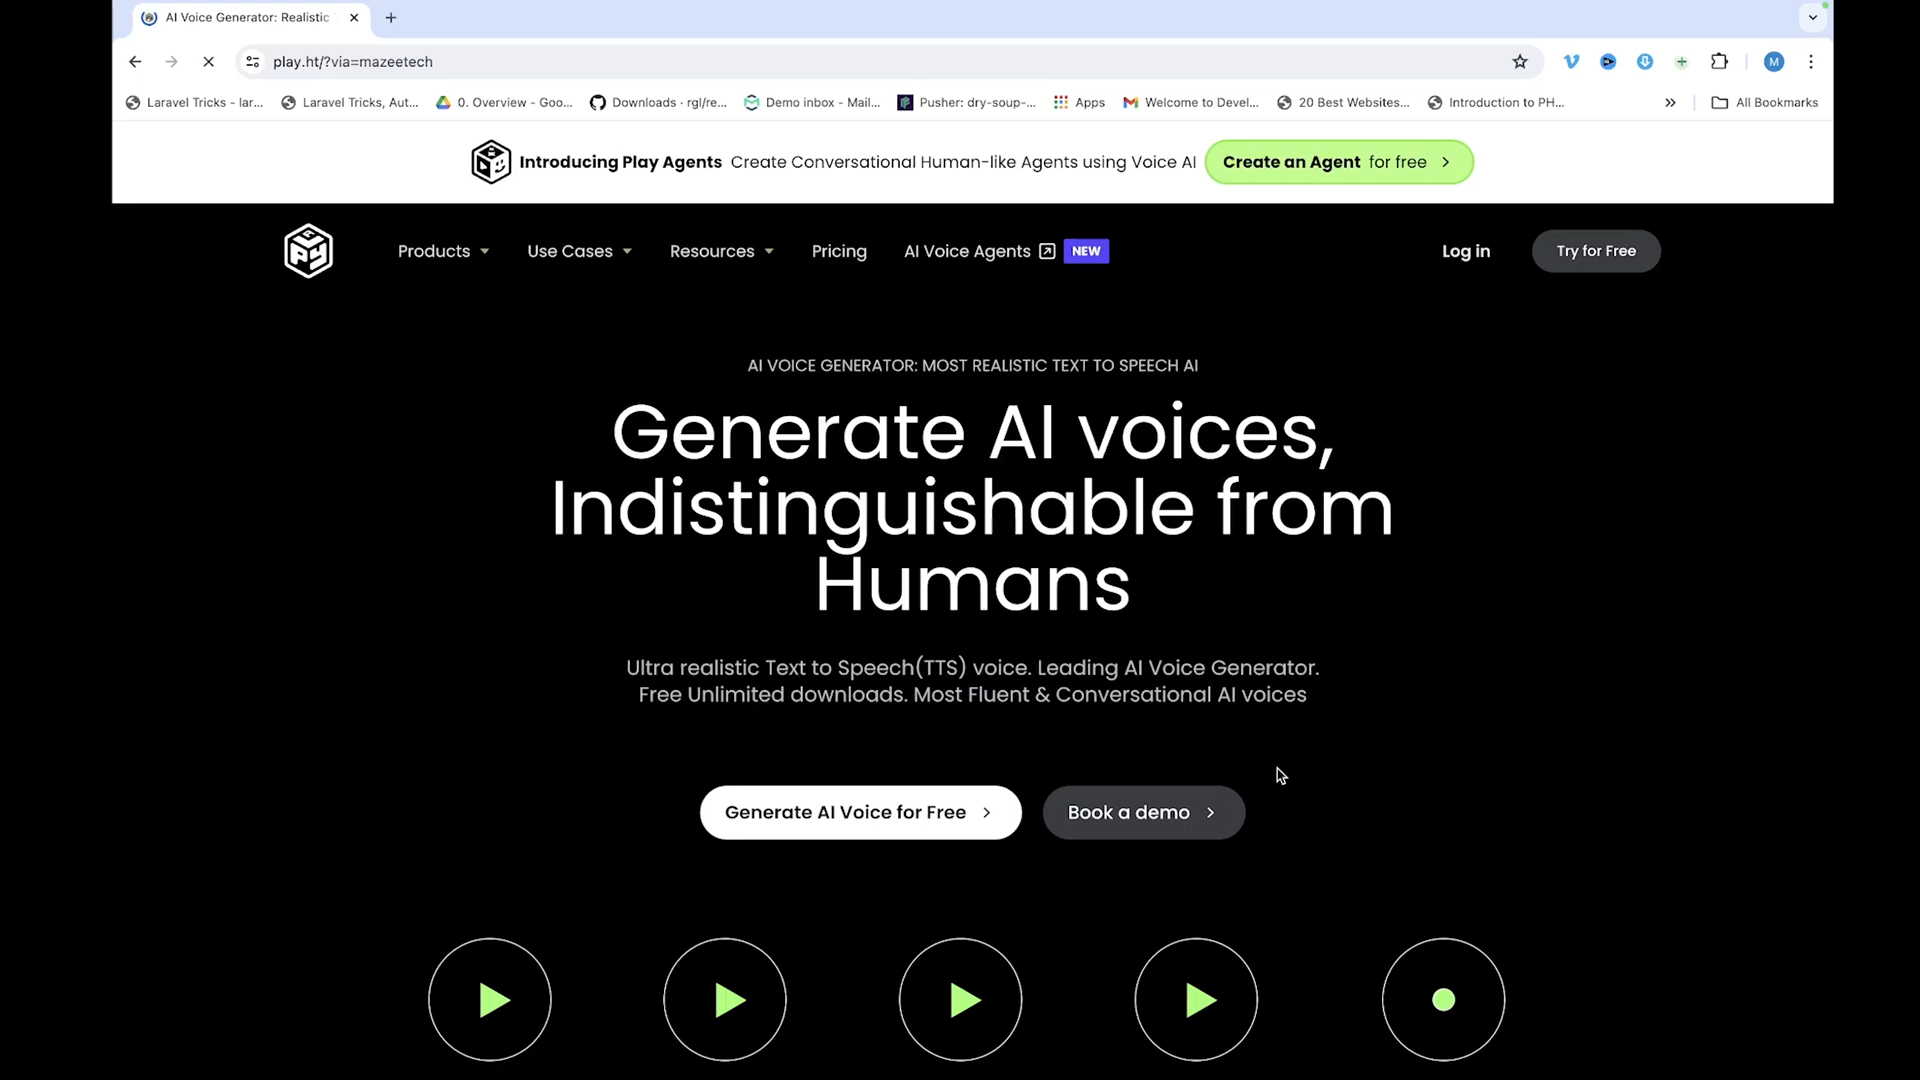 AI Voice Generator: Realistic
play.ht/?via=mazeetech
M
Laravel Tricks - lar...
Laravel Tricks, Aut...
0. Overview - Goo...
Downloads · rgl/re...
Demo inbox - Mail...
Pusher: dry-soup-...
Apps
Welcome to Devel...
20 Best Websites...
Introduction to PH...
All Bookmarks
Introducing Play Agents Create Conversational Human-like Agents using Voice AI Create an Agent for free
Products
Use Cases
Resources
Pricing
AI Voice Agents NEW
Log in
Try for Free
AI VOICE GENERATOR: MOST REALISTIC TEXT TO SPEECH AI
Generate AI voices,
Indistinguishable from
Humans
Ultra realistic Text to Speech(TTS) voice. Leading AI Voice Generator.
Free Unlimited downloads. Most Fluent & Conversational AI voices
Generate AI Voice for Free
Book a demo